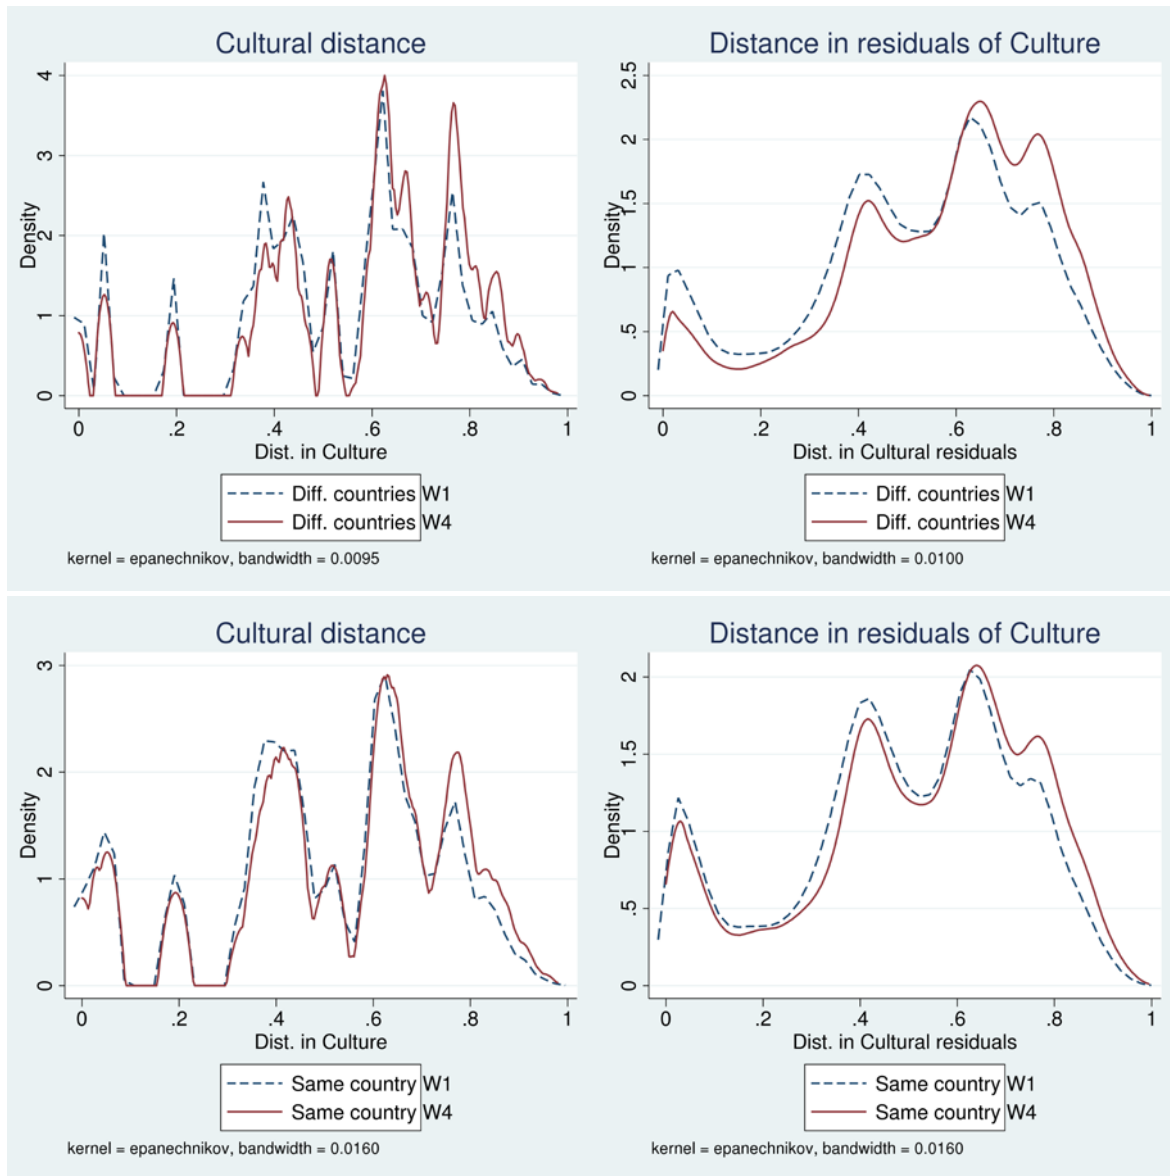 Cultural distance
Density
4
3
2
1
0
0 .2 .4 .6 .8 1
Dist. in Culture
Diff. countries W1
Diff. countries W4
kernel = epanechnikov, bandwidth = 0.0095
Distance in residuals of Culture
Density
2.5
2
1.5
1
.5
0
0 .2 .4 .6 .8 1
Dist. in Cultural residuals
Diff. countries W1
Diff. countries W4
kernel = epanechnikov, bandwidth = 0.0100
Cultural distance
Density
3
2
1
0
0 .2 .4 .6 .8 1
Dist. in Culture
Same country W1
Same country W4
kernel = epanechnikov, bandwidth = 0.0160
Distance in residuals of Culture
Density
2
1.5
1
.5
0
0 .2 .4 .6 .8 1
Dist. in Cultural residuals
Same country W1
Same country W4
kernel = epanechnikov, bandwidth = 0.0160